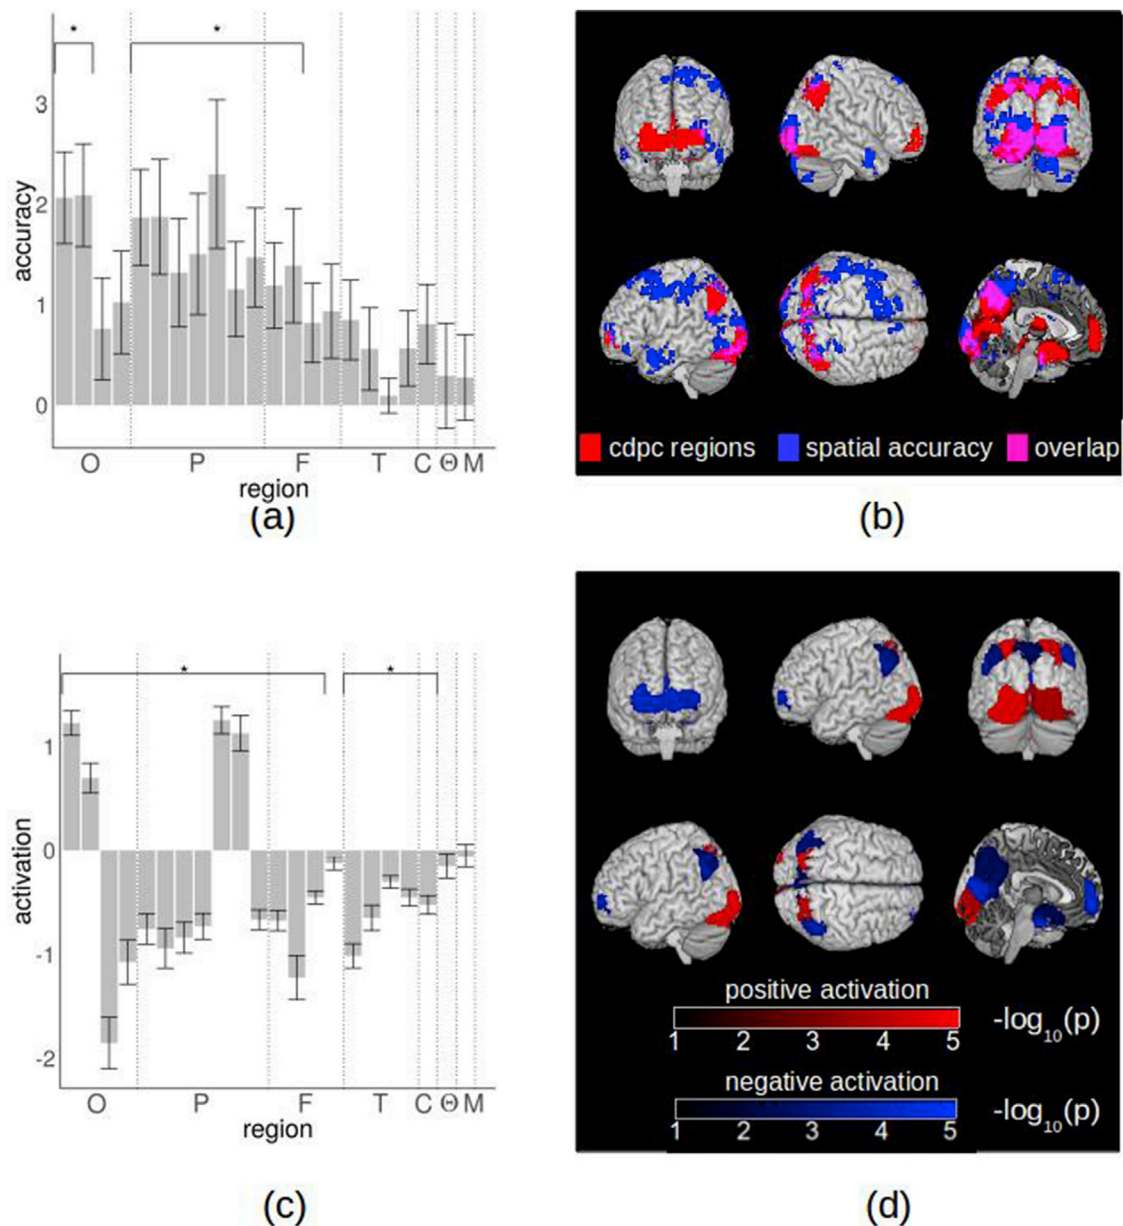 * *
3
2
1
0
accuracy
O P F T C Θ M
region
(a)
cdpc regions spatial accuracy overlap
(b)
* *
1
0
-1
-2
activation
O P F T C Θ M
region
(c)
positive activation
1 2 3 4 5 -log10(p)
negative activation
1 2 3 4 5 -log10(p)
(d)